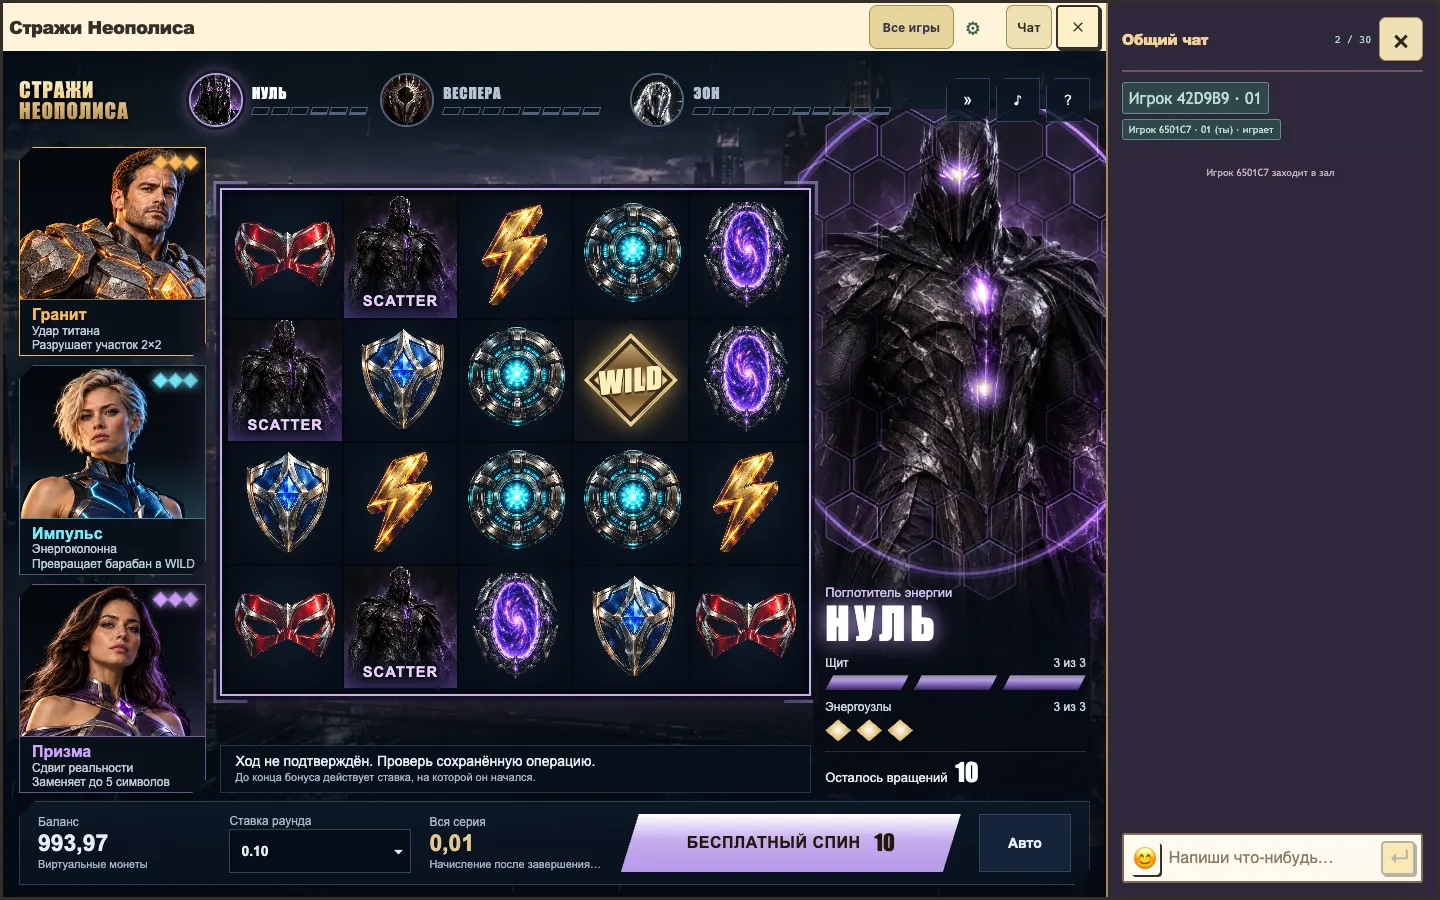 Стражи Неополиса
Все игры
Чат
СТРАЖИ
НЕОПОЛИСА
НУЛЬ
ВЕСПЕРА
ЭОН
?
Гранит
Удар титана
Разрушает участок 2×2
Импульс
Энергоколонна
Превращает барабан в WILD
Призма
Сдвиг реальности
Заменяет до 5 символов
SCATTER
SCATTER
WILD
SCATTER
Поглотитель энергии
НУЛЬ
Щит 3 из 3
Энергоузлы 3 из 3
Осталось вращений 10
Ход не подтверждён. Проверь сохранённую операцию.
До конца бонуса действует ставка, на которой он начался.
Баланс
993,97
Виртуальные монеты
Ставка раунда
0.10
Вся серия
0,01
Начисление после завершения…
БЕСПЛАТНЫЙ СПИН 10
Авто
Общий чат
2 / 30
Игрок 42D9B9 · 01
Игрок 6501C7 · 01 (ты) · играет
Игрок 6501C7 заходит в зал
Напиши что-нибудь…